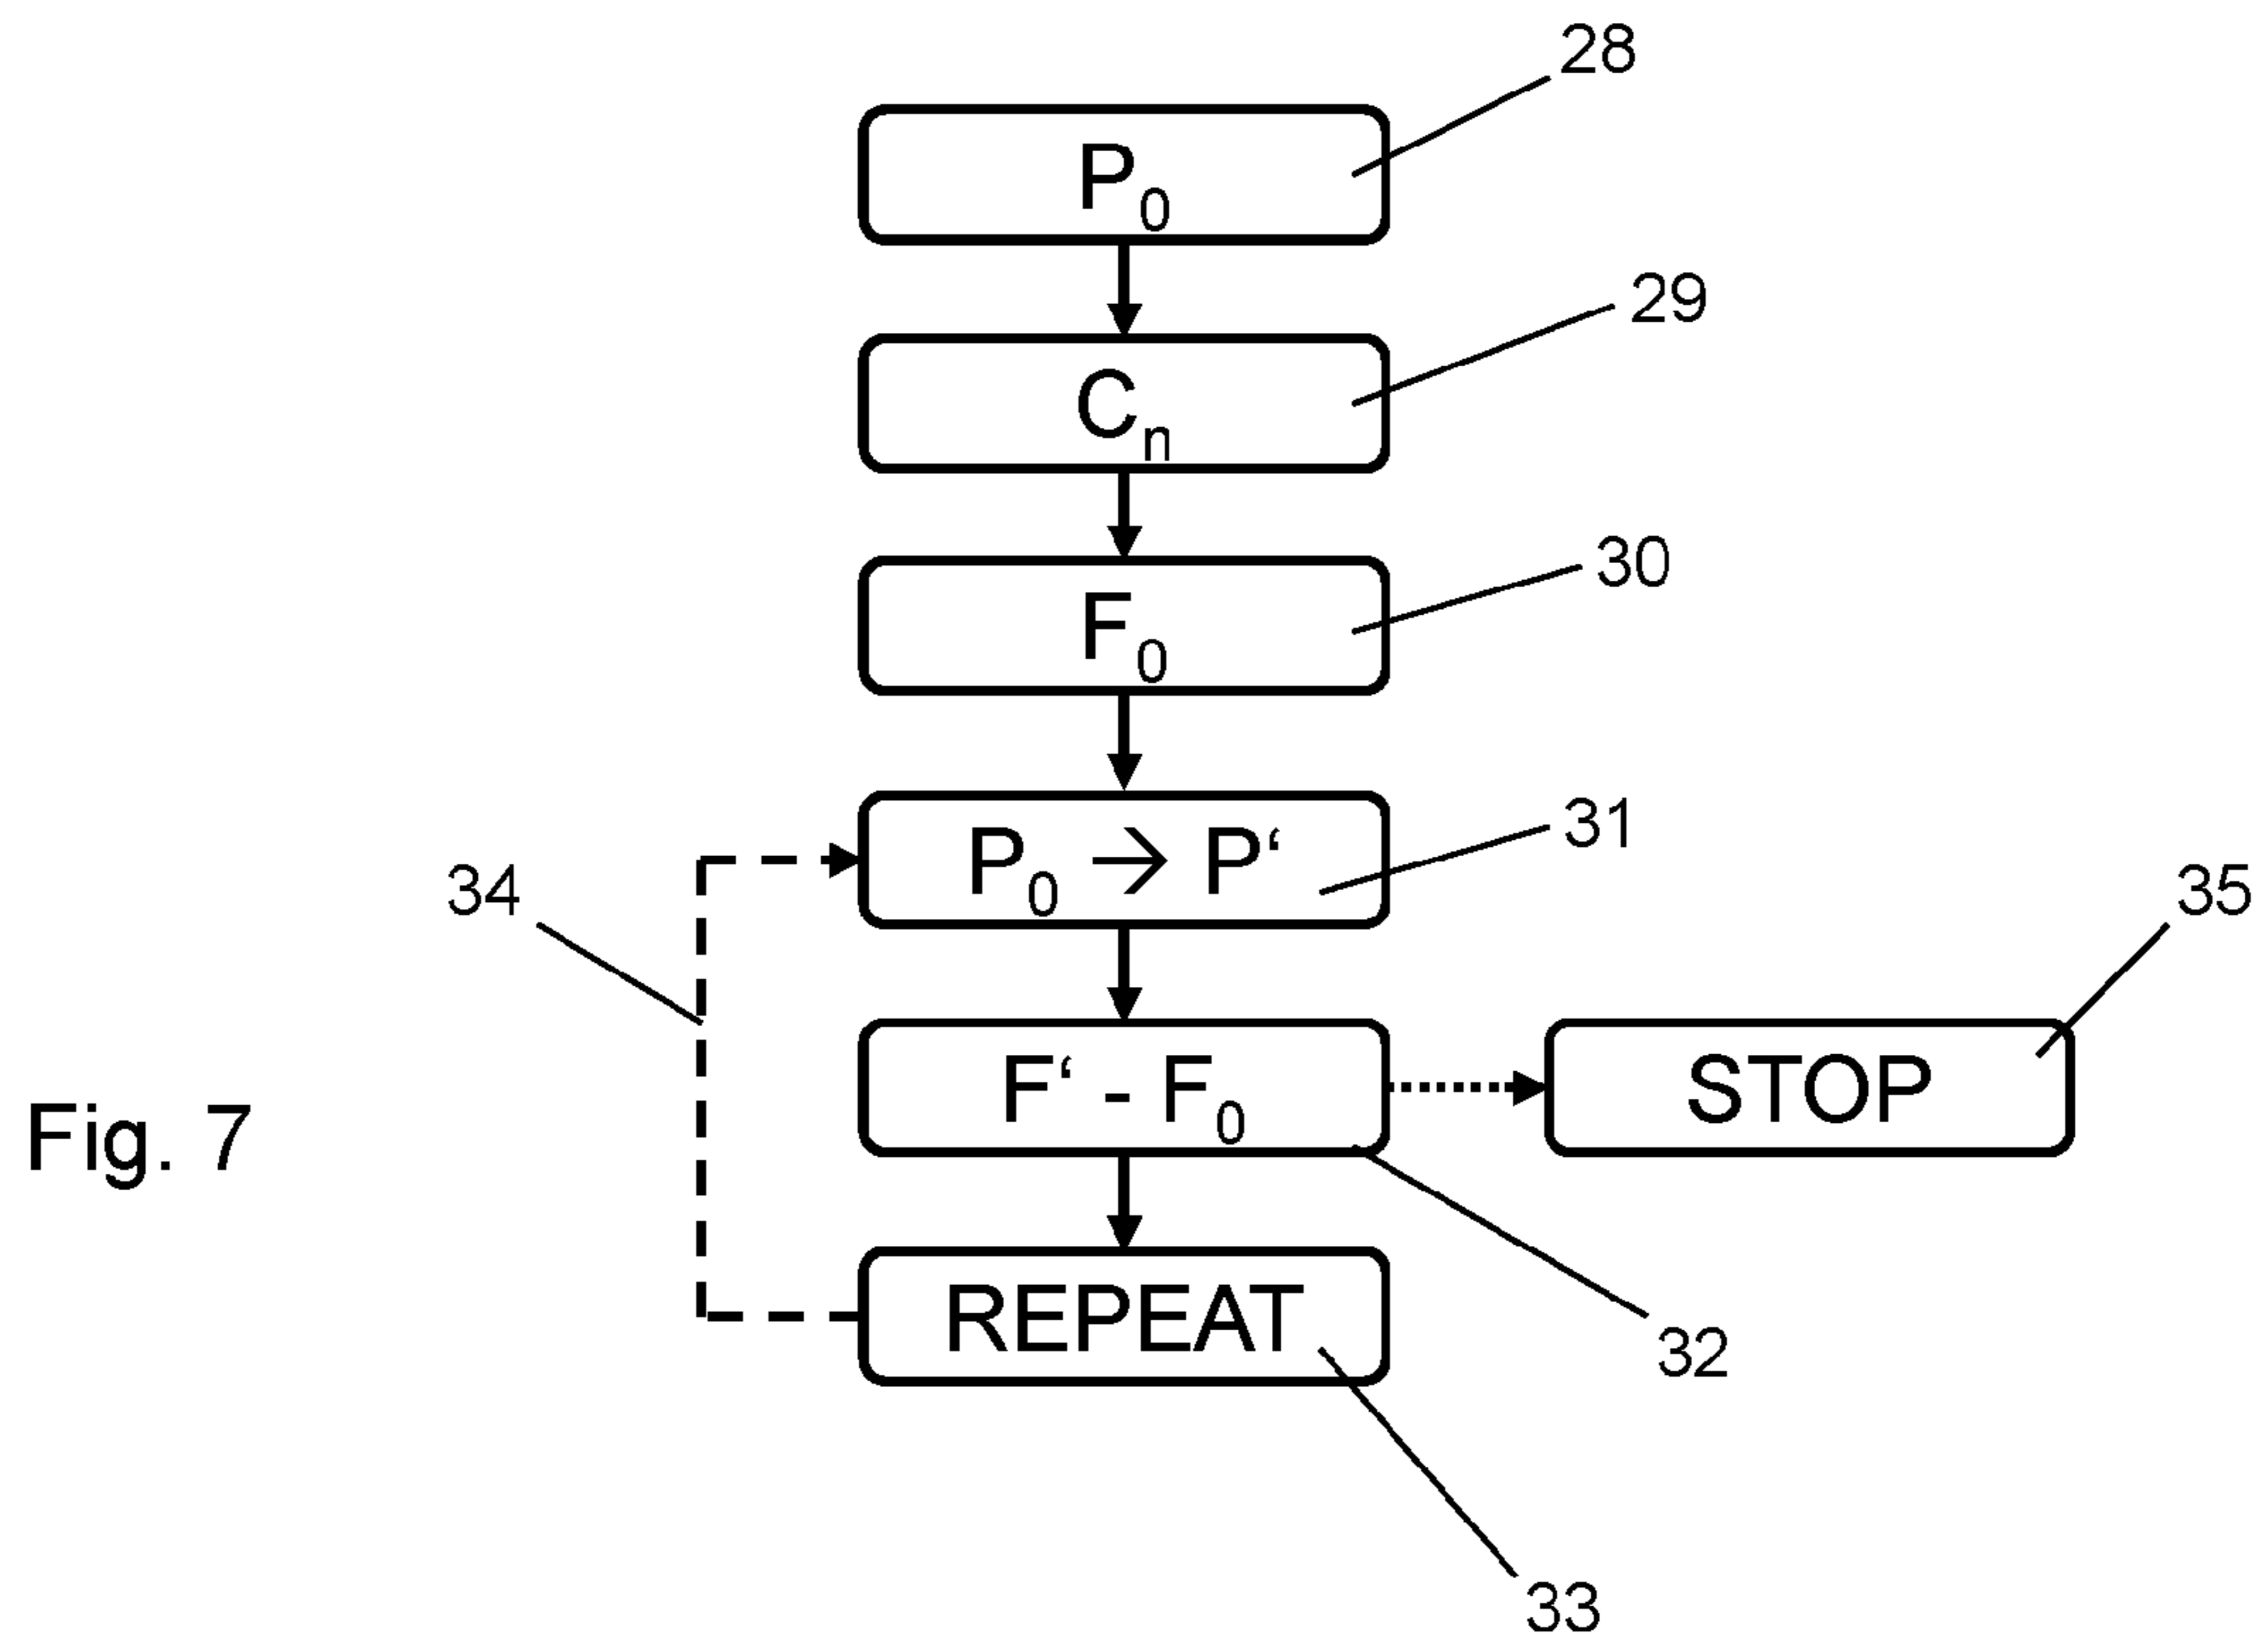 28
P₀
29
Cₙ
30
F₀
31
P₀ → P‘
34
35
F‘ - F₀
STOP
Fig. 7
REPEAT
32
33